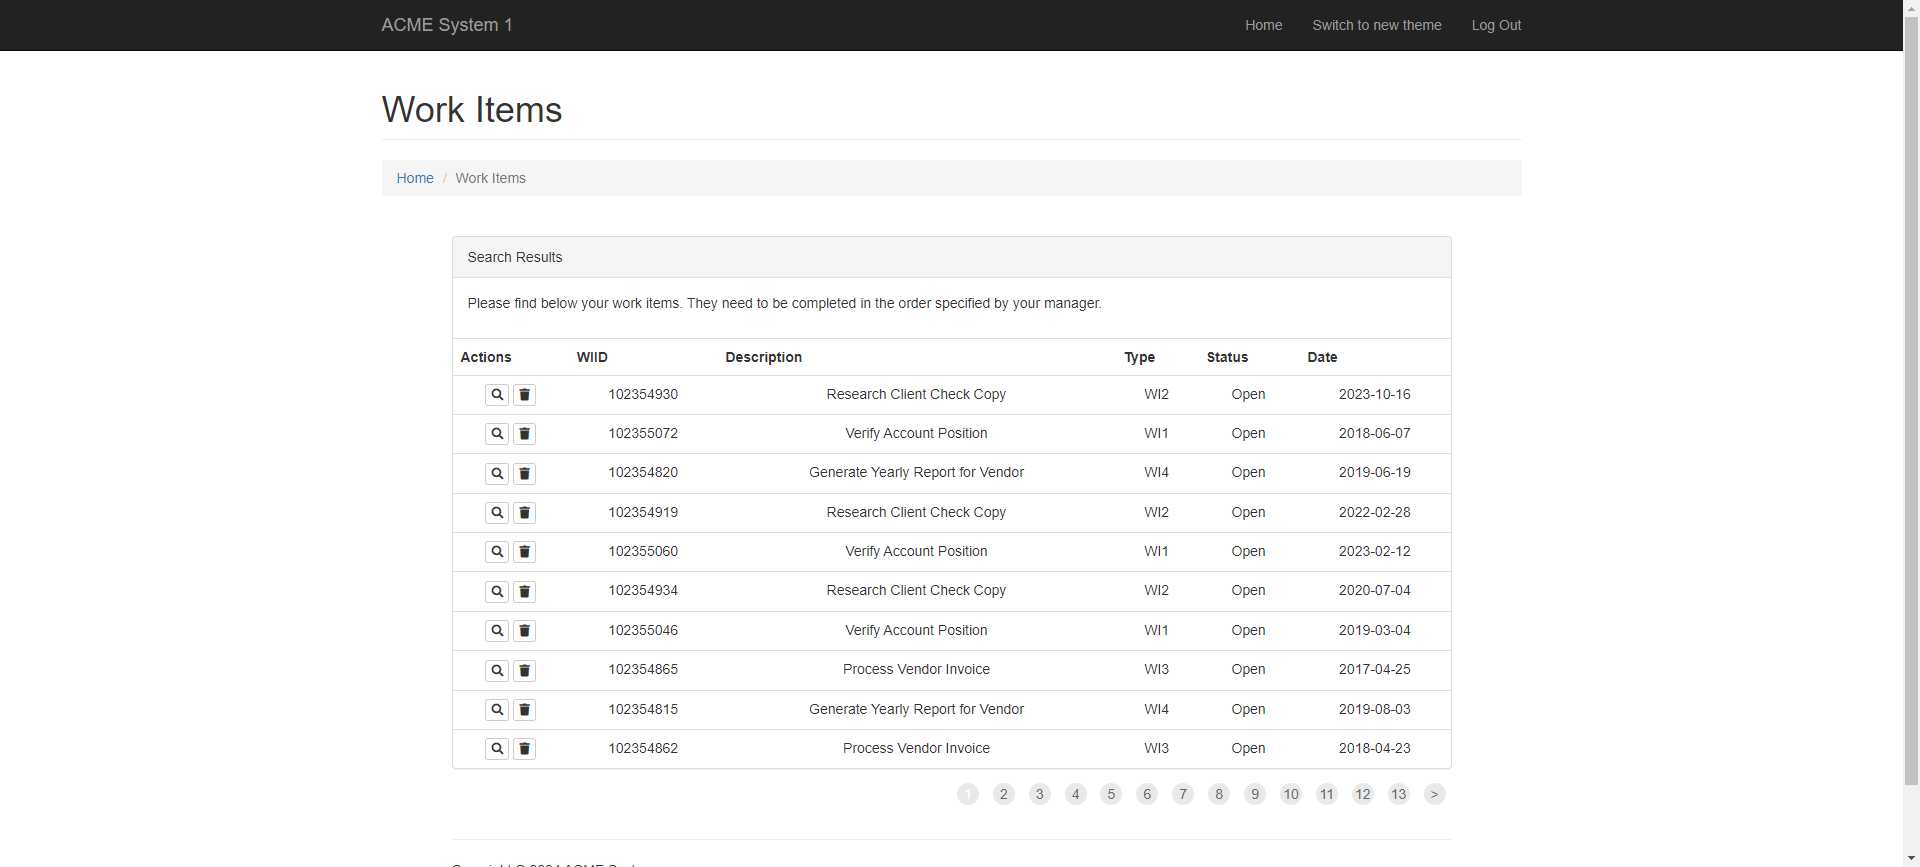 ACME System 1 Home Switch to new theme Log Out
Work Items
Home / Work Items
Search Results
Please find below your work items. They need to be completed in the order specified by your manager.
Actions WIID Description Type Status Date
102354930 Research Client Check Copy WI2 Open 2023-10-16
102355072 Verify Account Position WI1 Open 2018-06-07
102354820 Generate Yearly Report for Vendor WI4 Open 2019-06-19
102354919 Research Client Check Copy WI2 Open 2022-02-28
102355060 Verify Account Position WI1 Open 2023-02-12
102354934 Research Client Check Copy WI2 Open 2020-07-04
102355046 Verify Account Position WI1 Open 2019-03-04
102354865 Process Vendor Invoice WI3 Open 2017-04-25
102354815 Generate Yearly Report for Vendor WI4 Open 2019-08-03
102354862 Process Vendor Invoice WI3 Open 2018-04-23
1 2 3 4 5 6 7 8 9 10 11 12 13 >